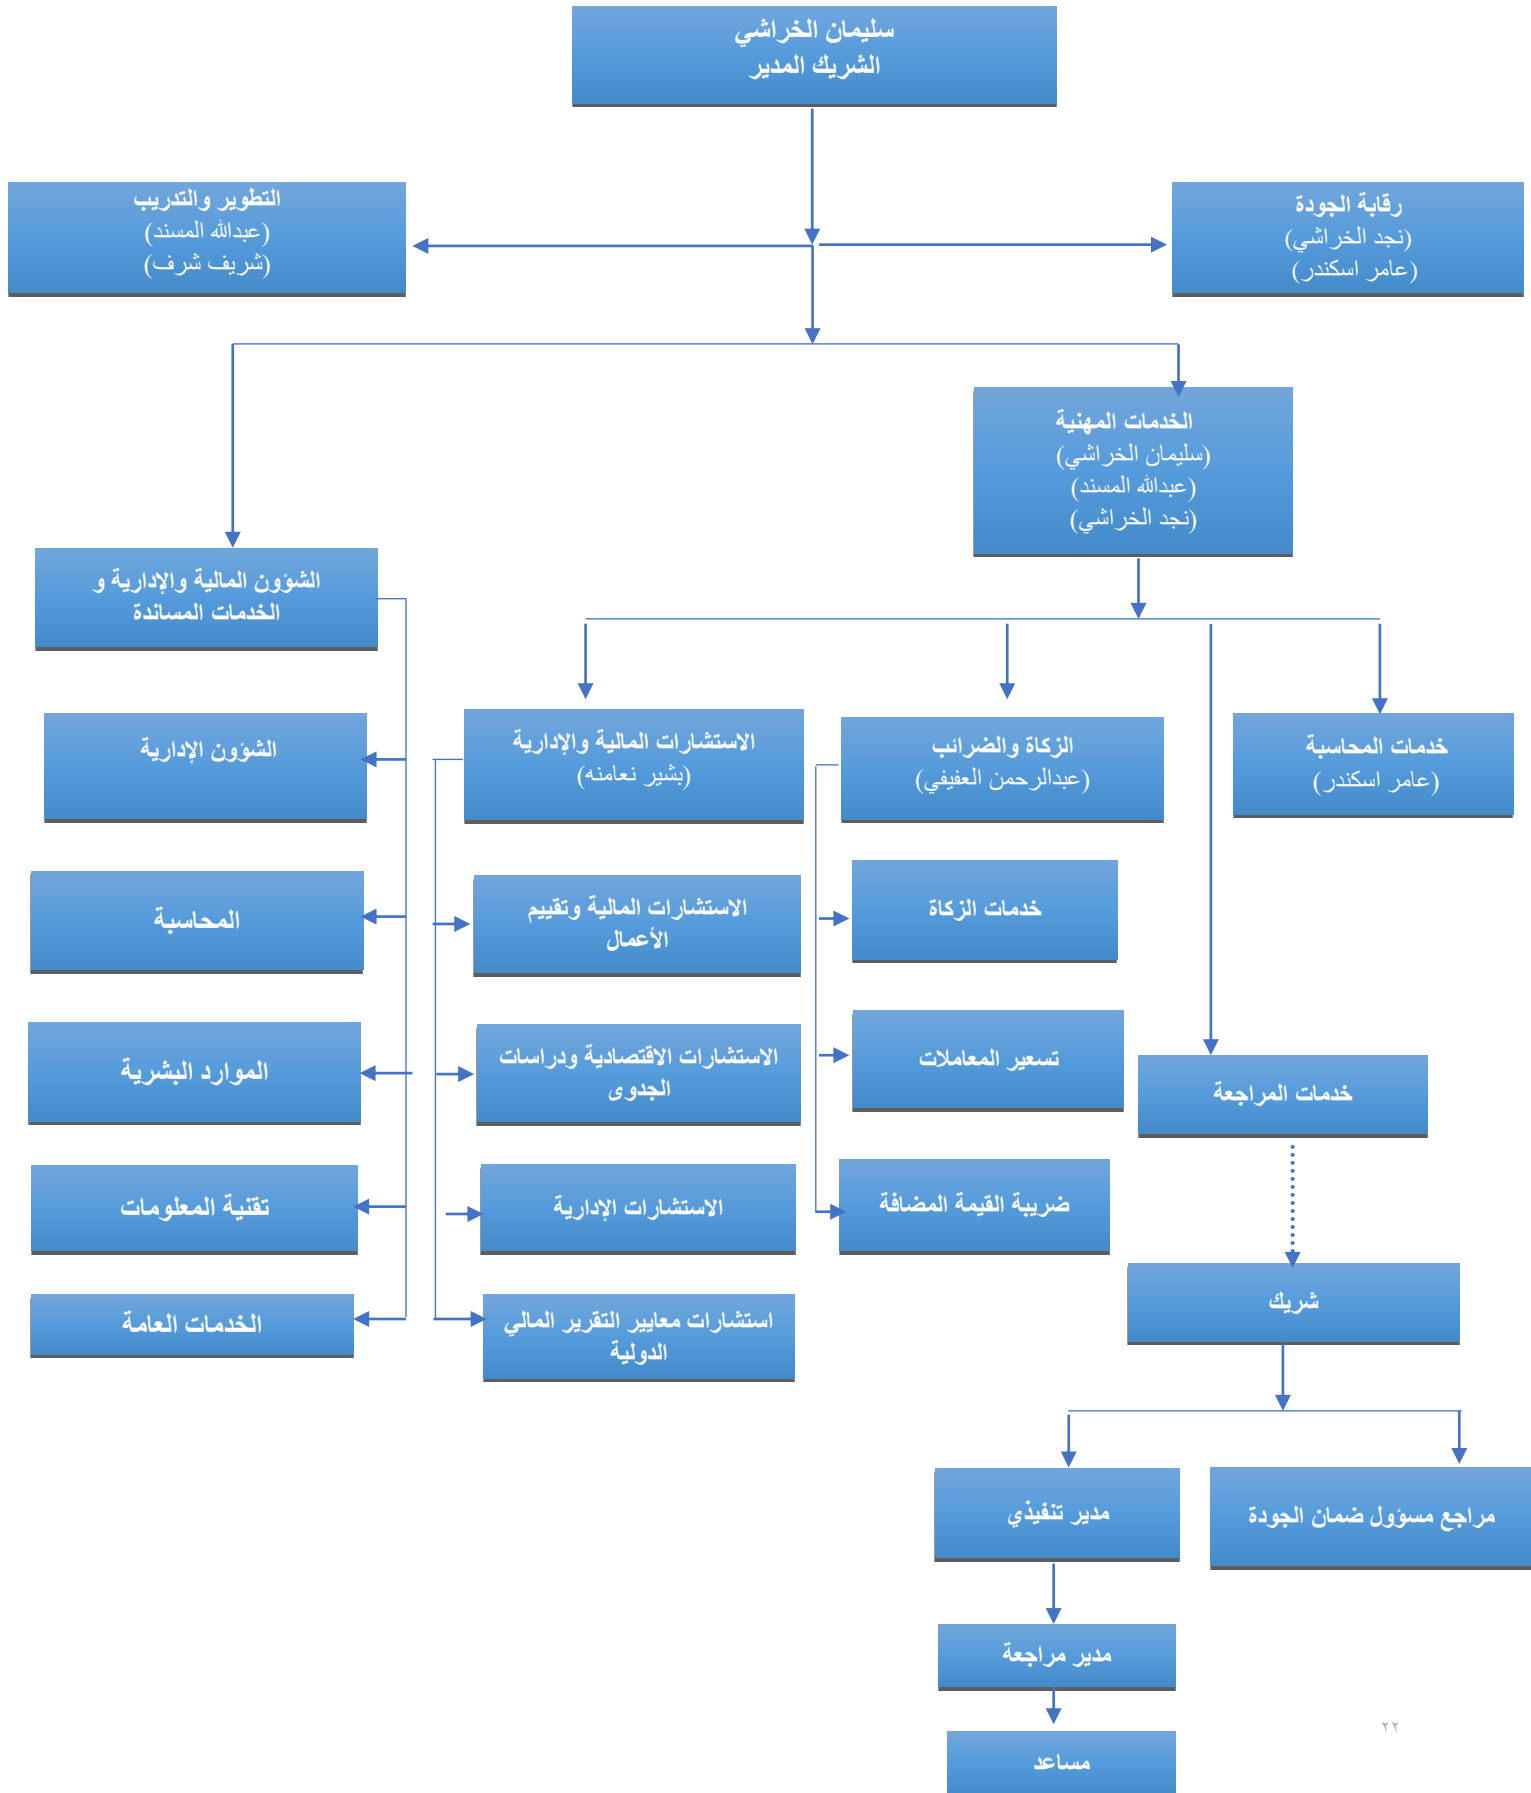 سليمان الخراشي
الشريك المدير
رقابة الجودة
(نجد الخراشي)
(عامر اسكندر)
التطوير والتدريب
(عبدالله المسند)
(شريف شرف)
الخدمات المهنية
(سليمان الخراشي)
(عبدالله المسند)
(نجد الخراشي)
الشؤون المالية والإدارية و
الخدمات المساندة
خدمات المحاسبة
(عامر اسكندر)
الزكاة والضرائب
(عبدالرحمن العفيفي)
الاستشارات المالية والإدارية
(بشير نعامنه)
الشؤون الإدارية
خدمات الزكاة
الاستشارات المالية وتقييم
الأعمال
المحاسبة
تسعير المعاملات
الاستشارات الاقتصادية ودراسات
الجدوى
الموارد البشرية
خدمات المراجعة
ضريبة القيمة المضافة
الاستشارات الإدارية
تقنية المعلومات
شريك
استشارات معايير التقرير المالي
الدولية
الخدمات العامة
مراجع مسؤول ضمان الجودة
مدير تنفيذي
مدير مراجعة
مساعد
٢٢